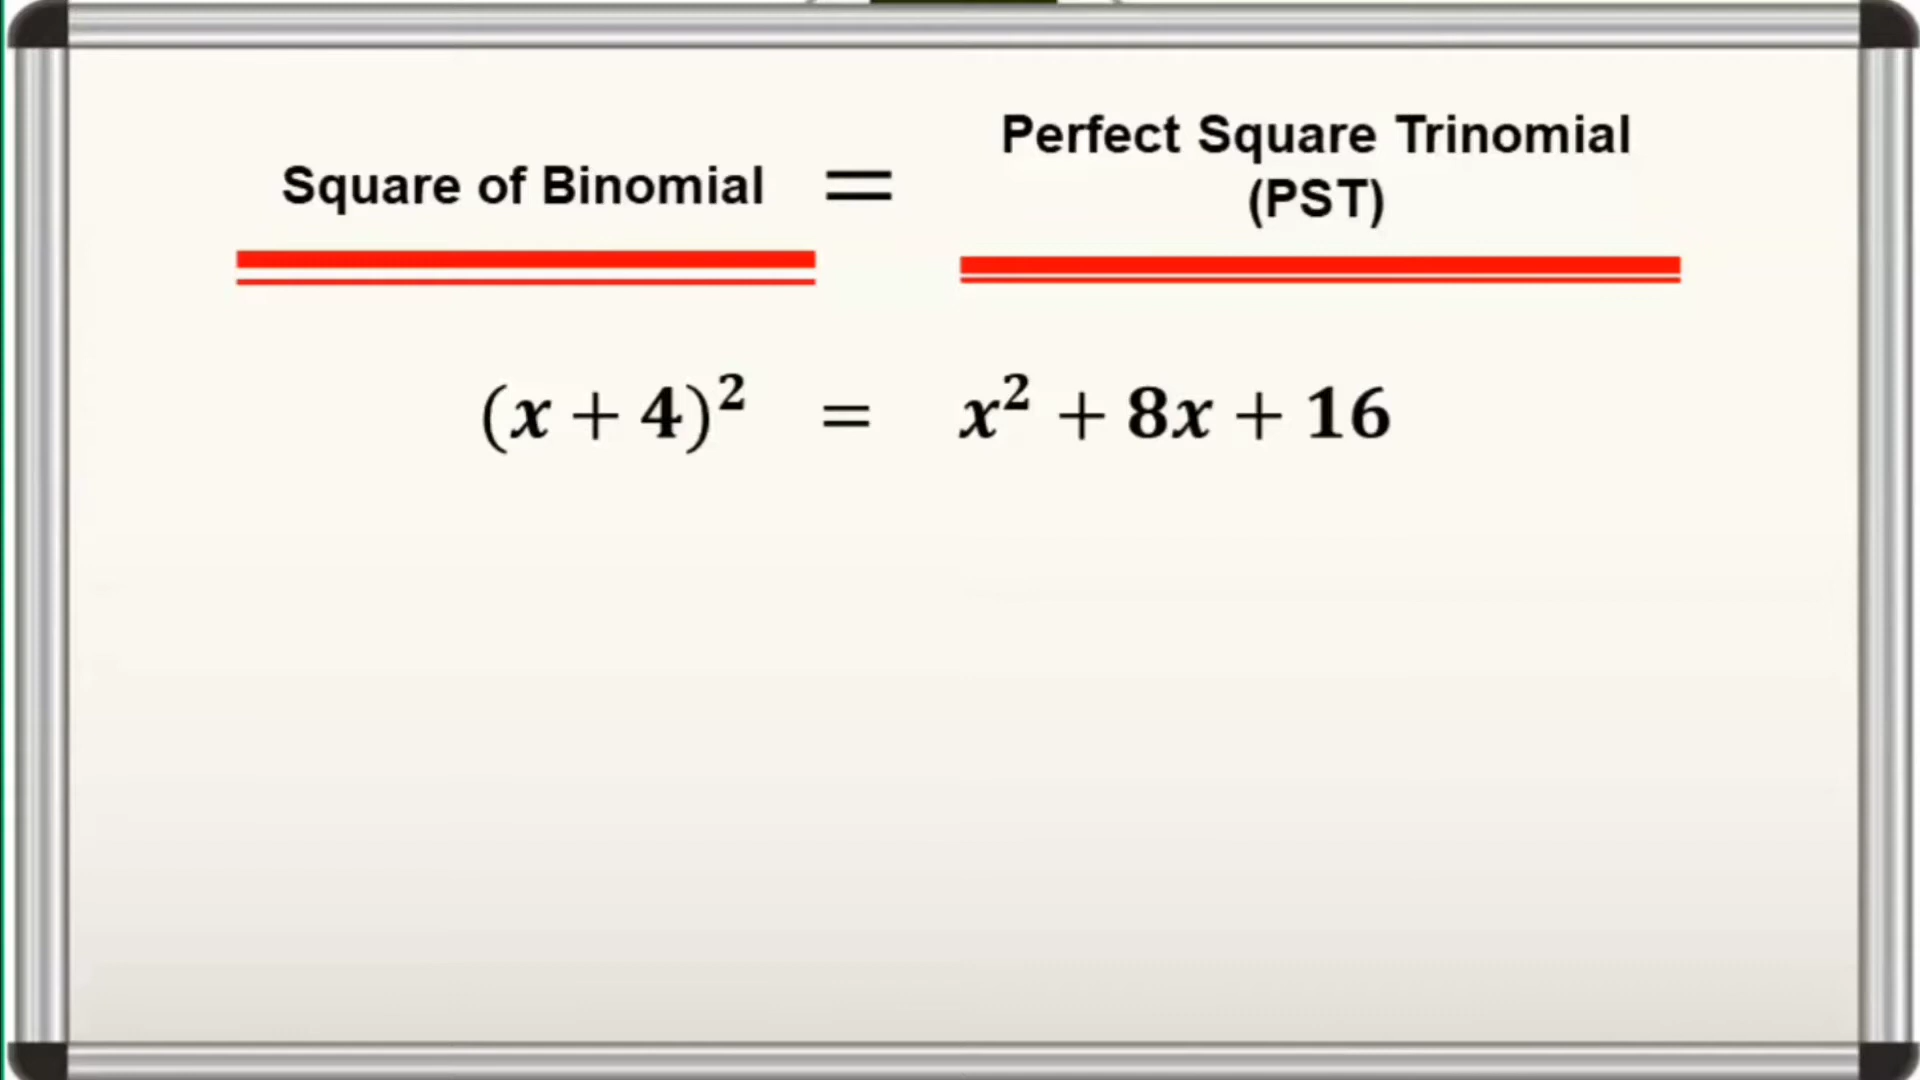 Square of Binomial = Perfect Square Trinomial
(PST)
(x + 4)² = x² + 8x + 16